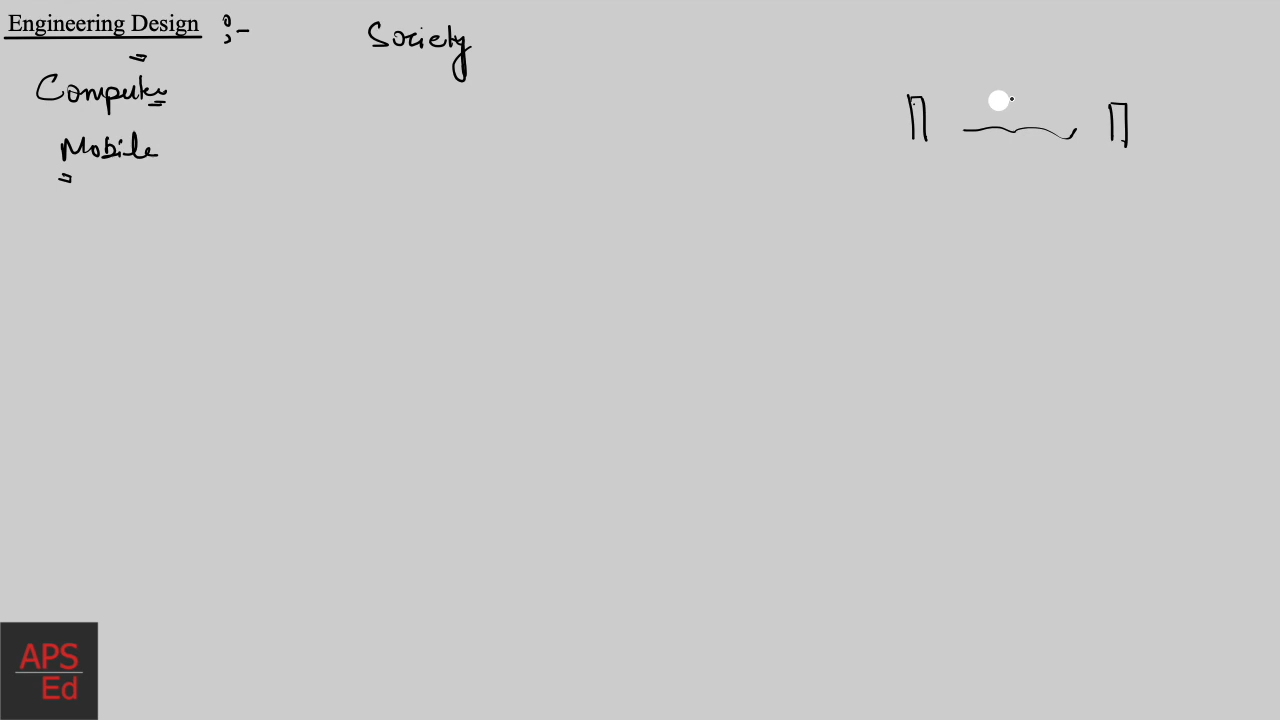 Engineering Design :-
Society
Computer
Mobile
APS
Ed